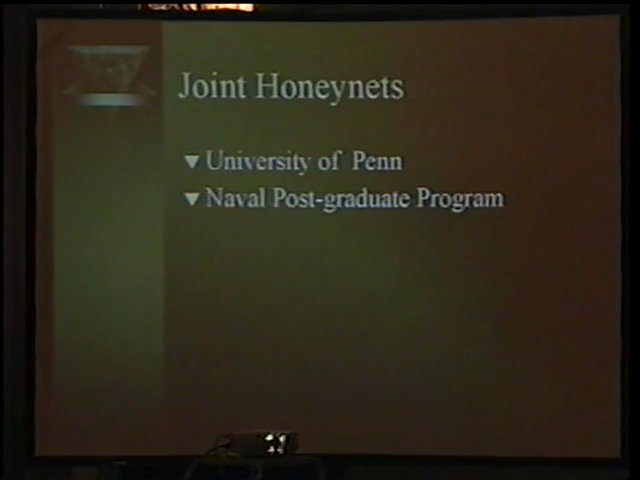 Joint Honeynets
University of Penn
Naval Post-graduate Program